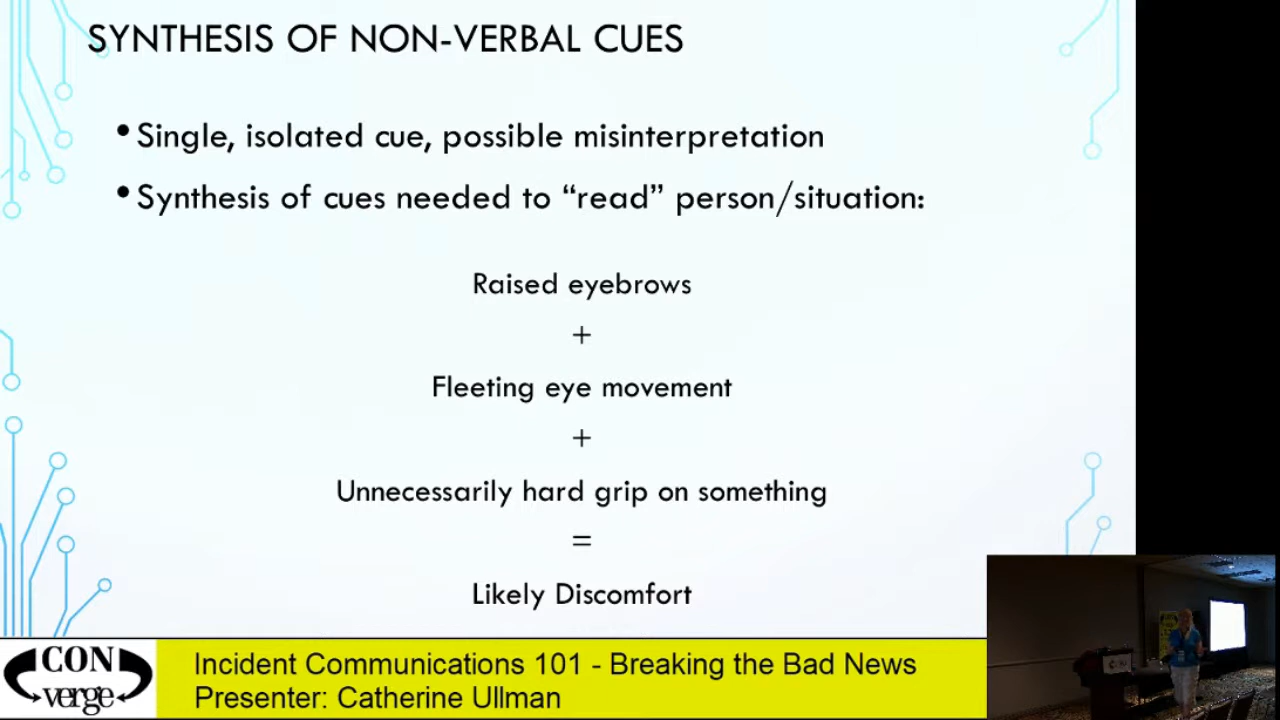 SYNTHESIS OF NON-VERBAL CUES
• Single, isolated cue, possible misinterpretation
• Synthesis of cues needed to “read” person/situation:
Raised eyebrows
+
Fleeting eye movement
+
Unnecessarily hard grip on something
=
Likely Discomfort
CON
verge
Incident Communications 101 - Breaking the Bad News
Presenter: Catherine Ullman